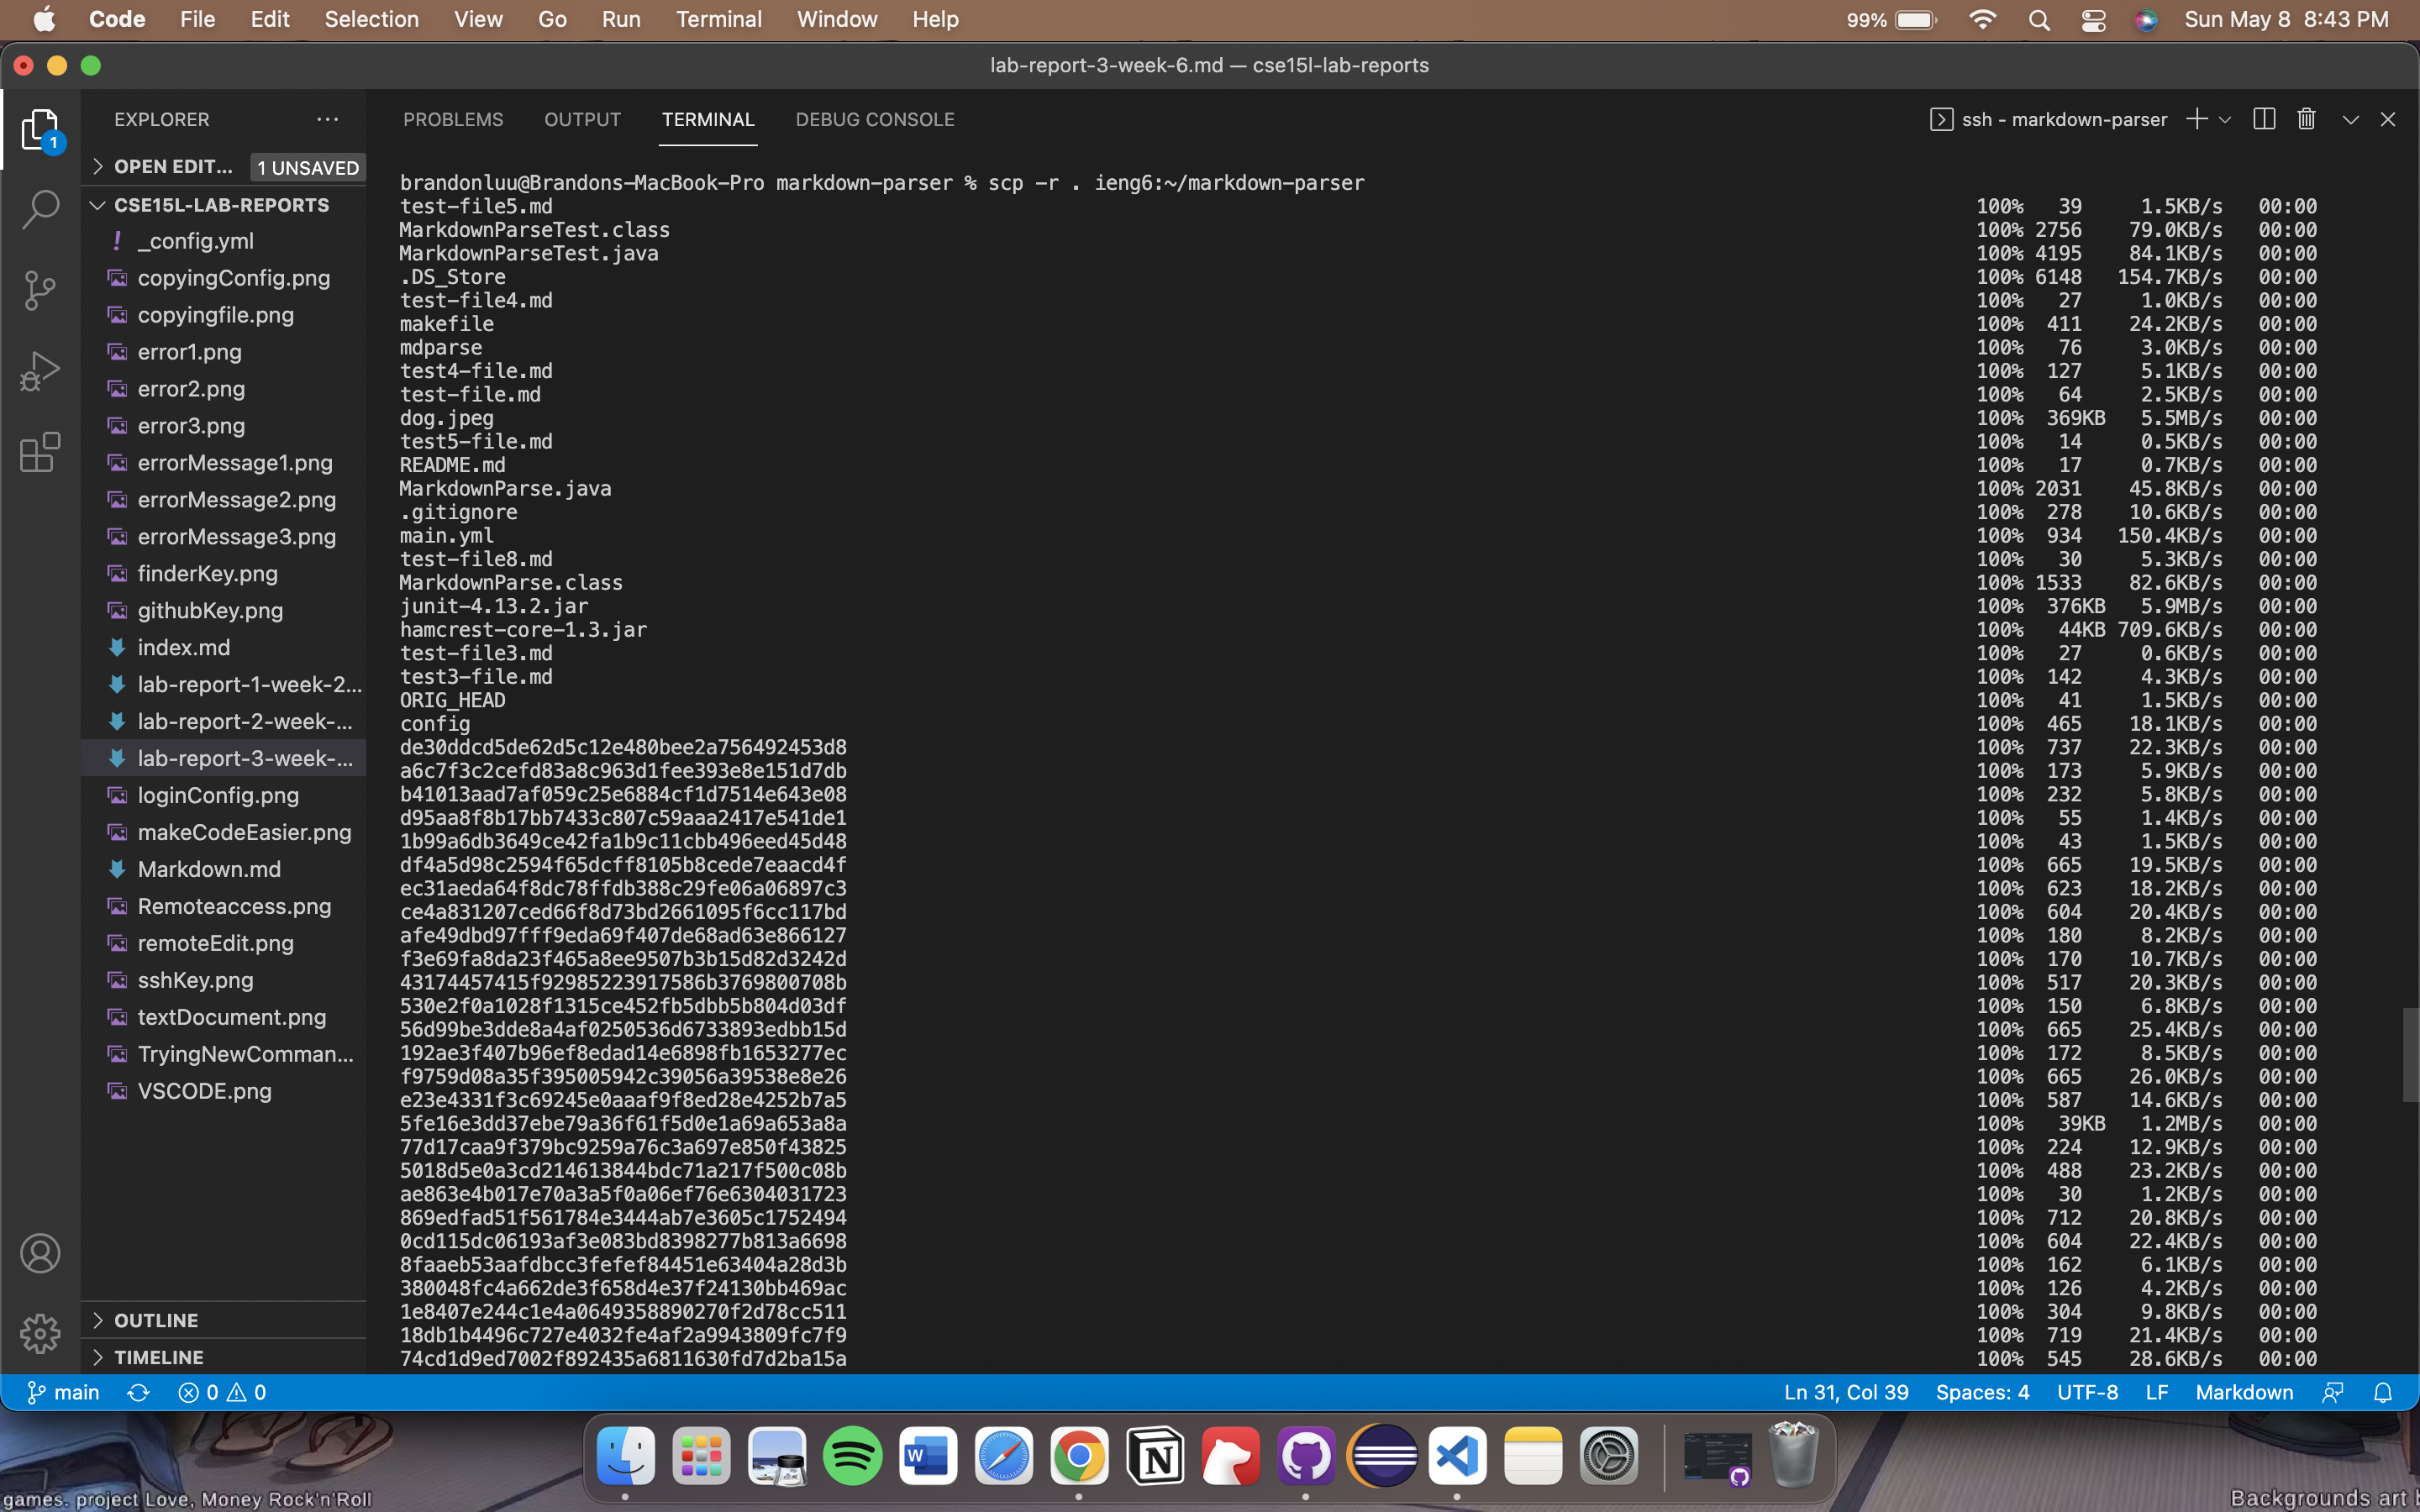 Code File Edit Selection View Go Run Terminal Window Help 99% Sun May 8 8:43 PM
lab-report-3-week-6.md — cse15l-lab-reports
EXPLORER ...
PROBLEMS OUTPUT TERMINAL DEBUG CONSOLE
ssh - markdown-parser
1
OPEN EDIT... 1 UNSAVED
CSE15L-LAB-REPORTS
! _config.yml
copyingConfig.png
copyingfile.png
error1.png
error2.png
error3.png
errorMessage1.png
errorMessage2.png
errorMessage3.png
finderKey.png
githubKey.png
index.md
lab-report-1-week-2...
lab-report-2-week-...
lab-report-3-week-...
loginConfig.png
makeCodeEasier.png
Markdown.md
Remoteaccess.png
remoteEdit.png
sshKey.png
textDocument.png
TryingNewComman...
VSCODE.png
OUTLINE
TIMELINE
brandonluu@Brandons-MacBook-Pro markdown-parser % scp -r . ieng6:~/markdown-parser
test-file5.md 100% 39 1.5KB/s 00:00
MarkdownParseTest.class 100% 2756 79.0KB/s 00:00
MarkdownParseTest.java 100% 4195 84.1KB/s 00:00
.DS_Store 100% 6148 154.7KB/s 00:00
test-file4.md 100% 27 1.0KB/s 00:00
makefile 100% 411 24.2KB/s 00:00
mdparse 100% 76 3.0KB/s 00:00
test4-file.md 100% 127 5.1KB/s 00:00
test-file.md 100% 64 2.5KB/s 00:00
dog.jpeg 100% 369KB 5.5MB/s 00:00
test5-file.md 100% 14 0.5KB/s 00:00
README.md 100% 17 0.7KB/s 00:00
MarkdownParse.java 100% 2031 45.8KB/s 00:00
.gitignore 100% 278 10.6KB/s 00:00
main.yml 100% 934 150.4KB/s 00:00
test-file8.md 100% 30 5.3KB/s 00:00
MarkdownParse.class 100% 1533 82.6KB/s 00:00
junit-4.13.2.jar 100% 376KB 5.9MB/s 00:00
hamcrest-core-1.3.jar 100% 44KB 709.6KB/s 00:00
test-file3.md 100% 27 0.6KB/s 00:00
test3-file.md 100% 142 4.3KB/s 00:00
ORIG_HEAD 100% 41 1.5KB/s 00:00
config 100% 465 18.1KB/s 00:00
de30ddcd5de62d5c12e480bee2a756492453d8 100% 737 22.3KB/s 00:00
a6c7f3c2cefd83a8c963d1fee393e8e151d7db 100% 173 5.9KB/s 00:00
b41013aad7af059c25e6884cf1d7514e643e08 100% 232 5.8KB/s 00:00
d95aa8f8b17bb7433c807c59aaa2417e541de1 100% 55 1.4KB/s 00:00
1b99a6db3649ce42fa1b9c11cbb496eed45d48 100% 43 1.5KB/s 00:00
df4a5d98c2594f65dcff8105b8cede7eaacd4f 100% 665 19.5KB/s 00:00
ec31aeda64f8dc78ffdb388c29fe06a06897c3 100% 623 18.2KB/s 00:00
ce4a831207ced66f8d73bd2661095f6cc117bd 100% 604 20.4KB/s 00:00
afe49dbd97fff9eda69f407de68ad63e866127 100% 180 8.2KB/s 00:00
f3e69fa8da23f465a8ee9507b3b15d82d3242d 100% 170 10.7KB/s 00:00
43174457415f92985223917586b3769800708b 100% 517 20.3KB/s 00:00
530e2f0a1028f1315ce452fb5dbb5b804d03df 100% 150 6.8KB/s 00:00
56d99be3dde8a4af0250536d6733893edbb15d 100% 665 25.4KB/s 00:00
192ae3f407b96ef8edad14e6898fb1653277ec 100% 172 8.5KB/s 00:00
f9759d08a35f395005942c39056a39538e8e26 100% 665 26.0KB/s 00:00
e23e4331f3c69245e0aaaf9f8ed28e4252b7a5 100% 587 14.6KB/s 00:00
5fe16e3dd37ebe79a36f61f5d0e1a69a653a8a 100% 39KB 1.2MB/s 00:00
77d17caa9f379bc9259a76c3a697e850f43825 100% 224 12.9KB/s 00:00
5018d5e0a3cd214613844bdc71a217f500c08b 100% 488 23.2KB/s 00:00
ae863e4b017e70a3a5f0a06ef76e6304031723 100% 30 1.2KB/s 00:00
869edfad51f561784e3444ab7e3605c1752494 100% 712 20.8KB/s 00:00
0cd115dc06193af3e083bd8398277b813a6698 100% 604 22.4KB/s 00:00
8faaeb53aafdbcc3fefef84451e63404a28d3b 100% 162 6.1KB/s 00:00
380048fc4a662de3f658d4e37f24130bb469ac 100% 126 4.2KB/s 00:00
1e8407e244c1e4a0649358890270f2d78cc511 100% 304 9.8KB/s 00:00
18db1b4496c727e4032fe4af2a9943809fc7f9 100% 719 21.4KB/s 00:00
74cd1d9ed7002f892435a6811630fd7d2ba15a 100% 545 28.6KB/s 00:00
main 0 0 Ln 31, Col 39 Spaces: 4 UTF-8 LF Markdown
games. project Love, Money Rock'n'Roll
Backgrounds art